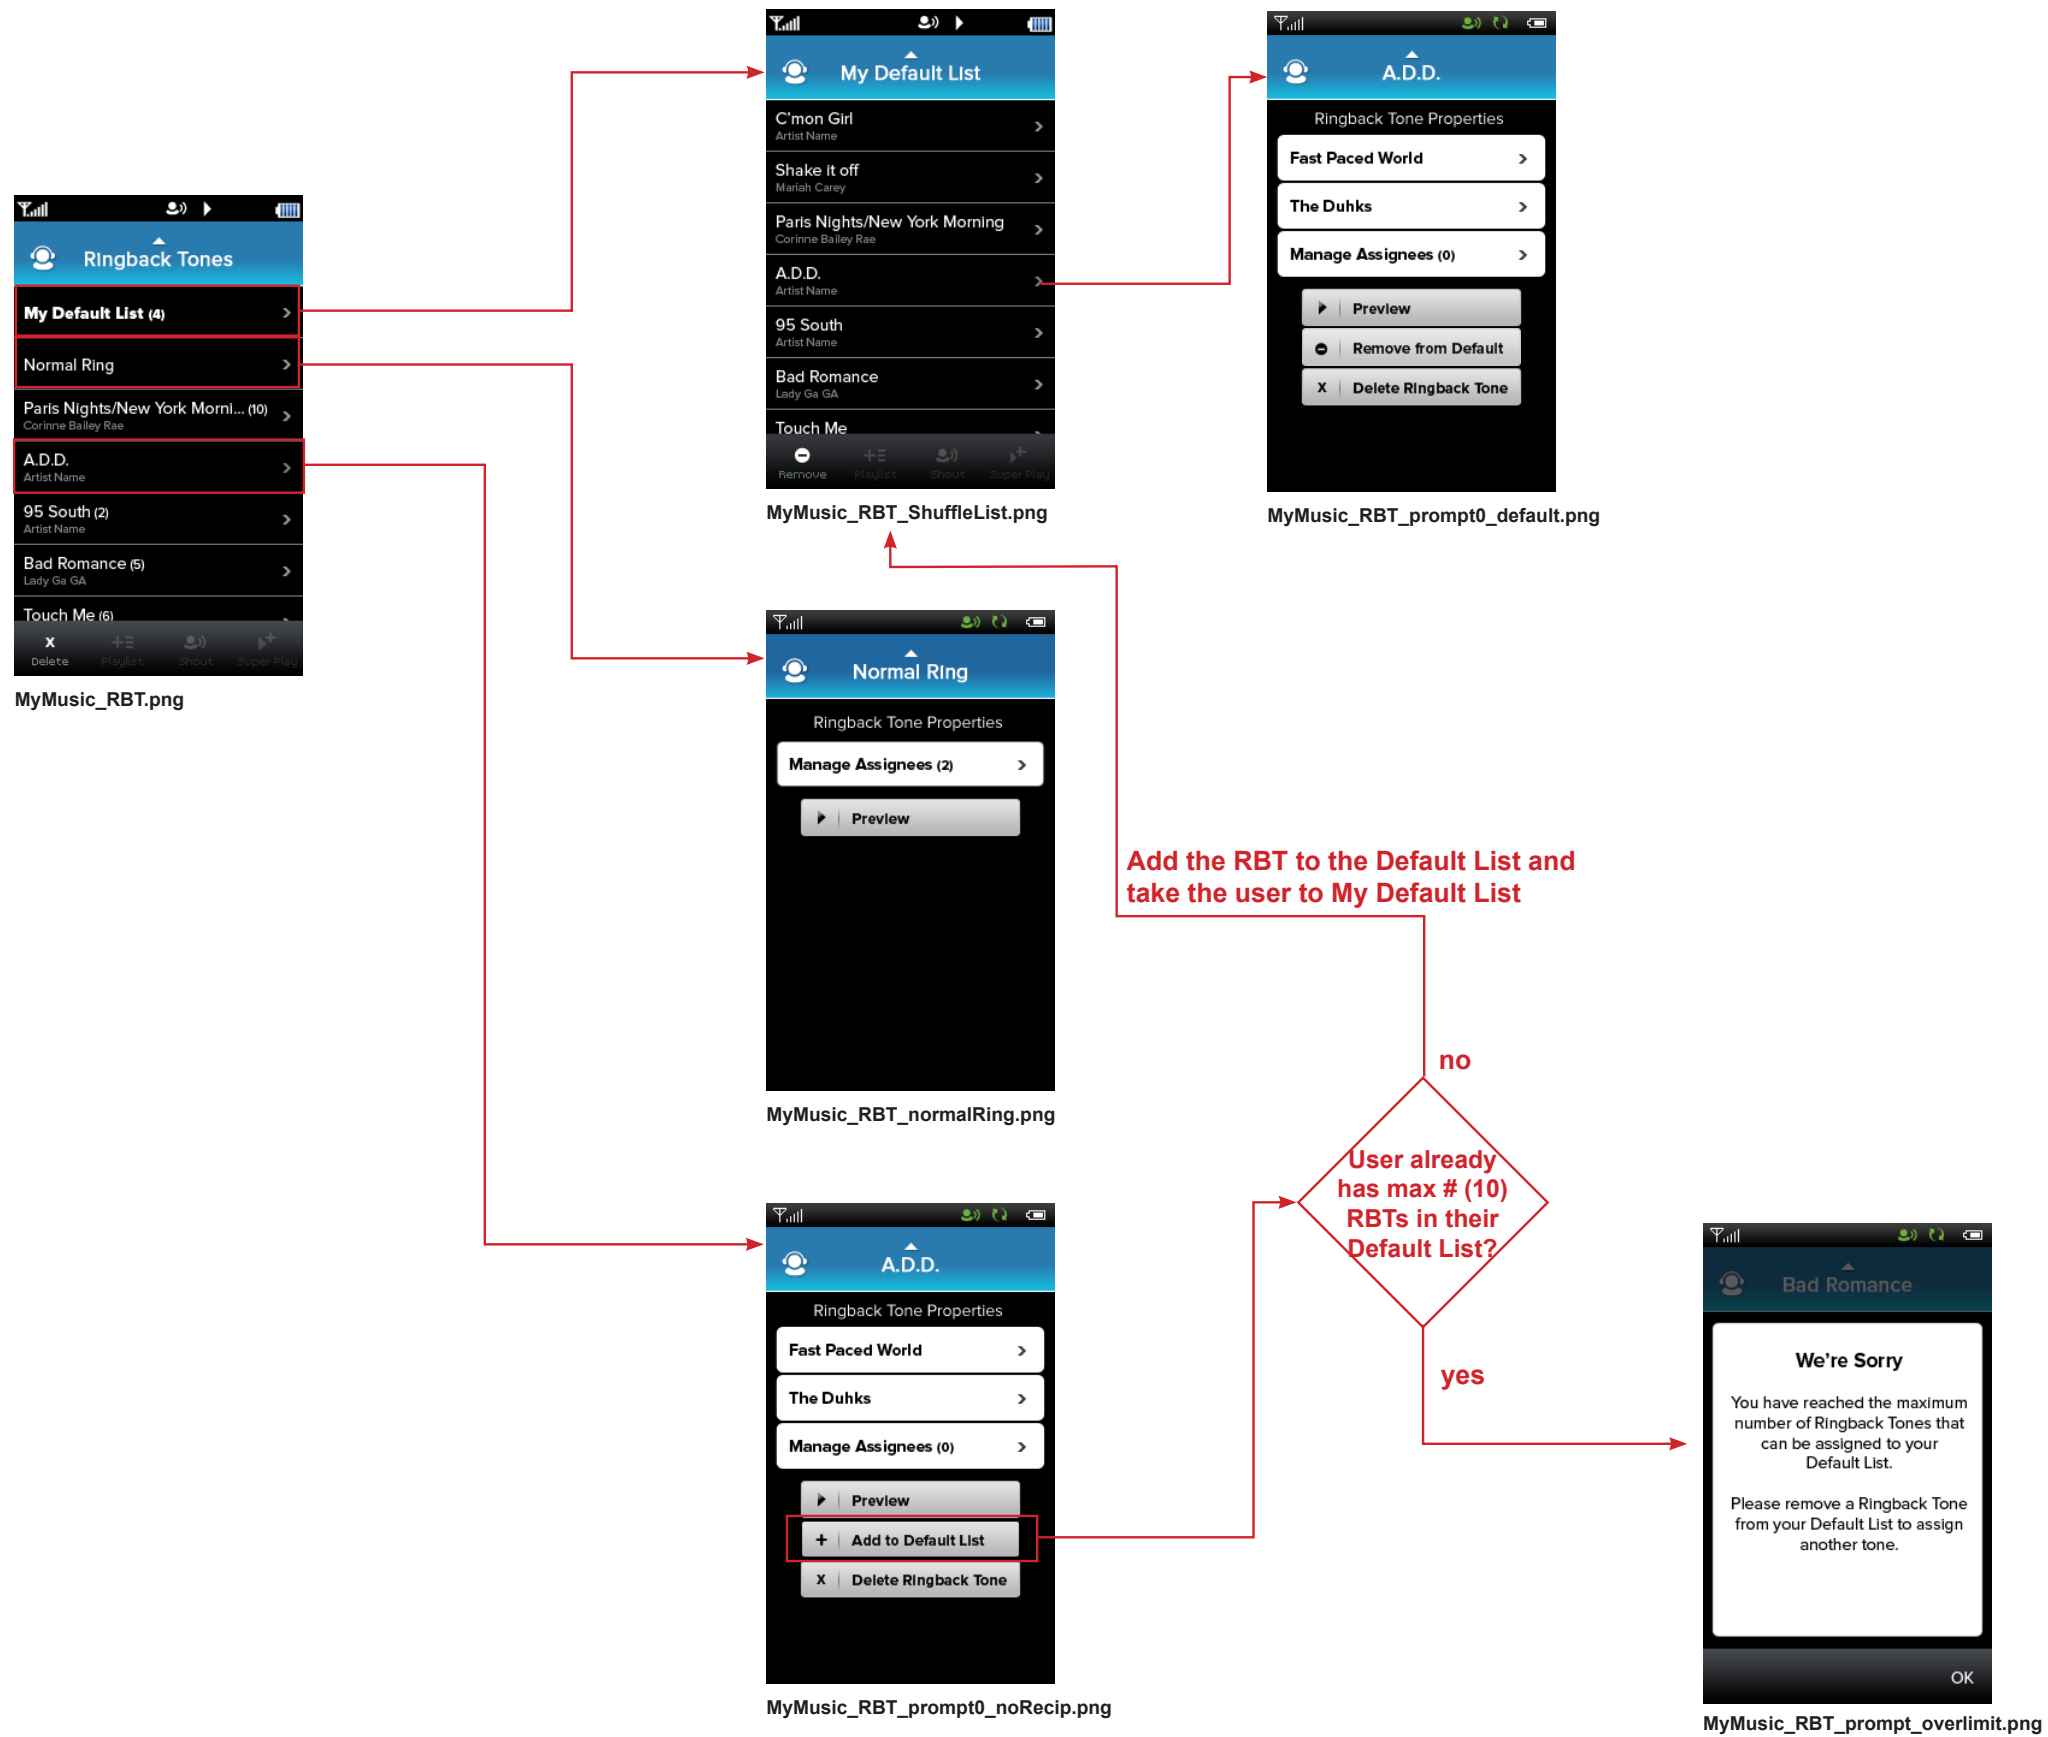 Ringback Tones
My Default List (4)
Normal Ring
Paris Nights/New York Morni... (10)
Corinne Bailey Rae
A.D.D.
Artist Name
95 South (2)
Artist Name
Bad Romance (5)
Lady Ga GA
Touch Me (6)
x
Delete
Playlist
Shout
Super Play
MyMusic_RBT.png
My Default List
C'mon Girl
Artist Name
Shake it off
Mariah Carey
Paris Nights/New York Morning
Corinne Bailey Rae
A.D.D.
Artist Name
95 South
Artist Name
Bad Romance
Lady Ga GA
Touch Me
Remove
Playlist
Shout
Super Play
MyMusic_RBT_ShuffleList.png
A.D.D.
Ringback Tone Properties
Fast Paced World
The Duhks
Manage Assignees (0)
Preview
Remove from Default
x Delete Ringback Tone
MyMusic_RBT_prompt0_default.png
Normal Ring
Ringback Tone Properties
Manage Assignees (2)
Preview
MyMusic_RBT_normalRing.png
Add the RBT to the Default List and
take the user to My Default List
no
User already
has max # (10)
RBTs in their
Default List?
yes
A.D.D.
Ringback Tone Properties
Fast Paced World
The Duhks
Manage Assignees (0)
Preview
+ Add to Default List
x Delete Ringback Tone
MyMusic_RBT_prompt0_noRecip.png
Bad Romance
We're Sorry
You have reached the maximum
number of Ringback Tones that
can be assigned to your
Default List.
Please remove a Ringback Tone
from your Default List to assign
another tone.
OK
MyMusic_RBT_prompt_overlimit.png